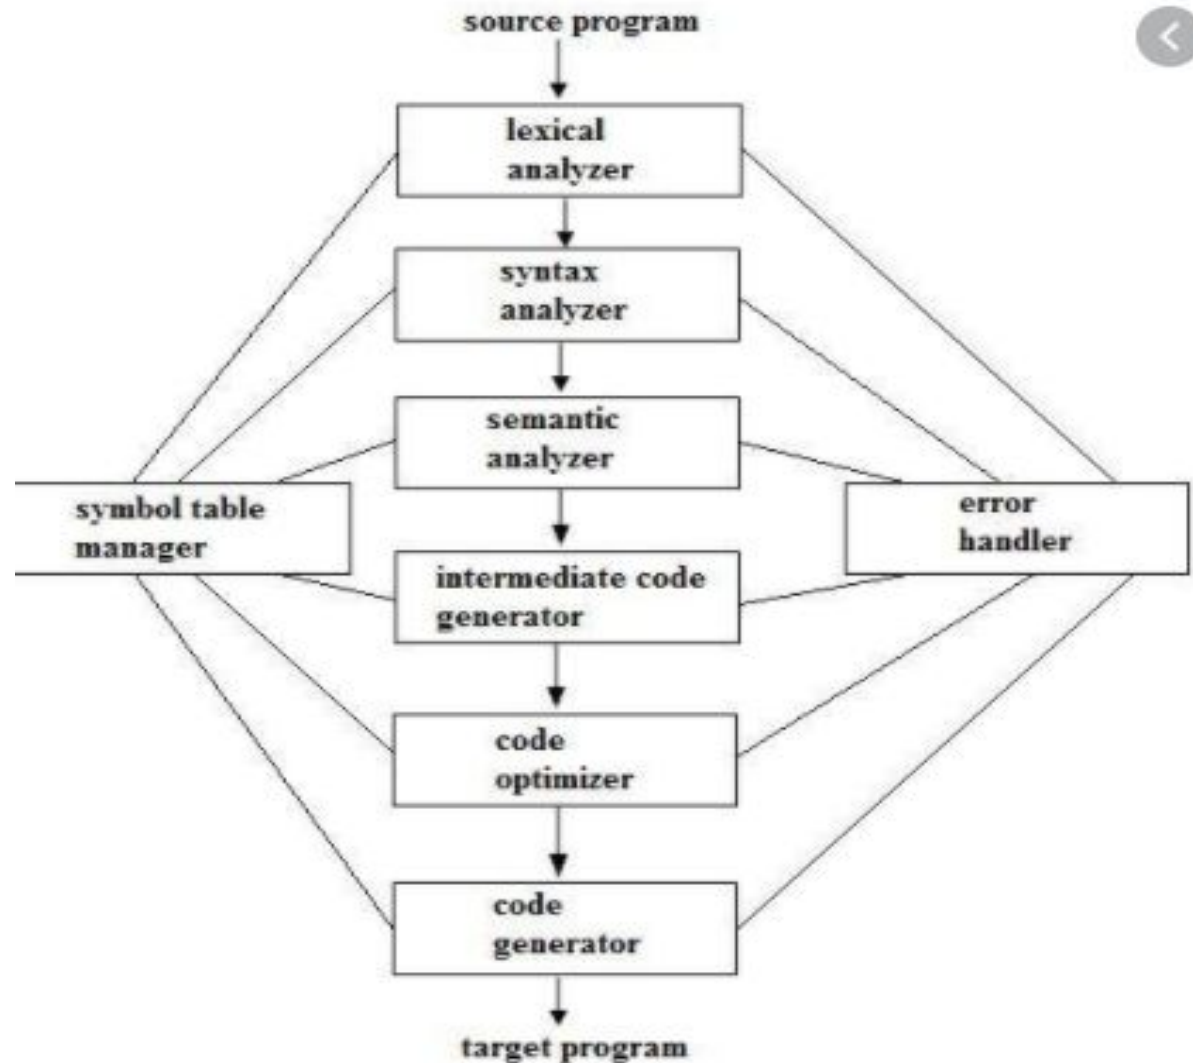 source program
lexical
analyzer
syntax
analyzer
semantic
analyzer
symbol table
manager
error
handler
intermediate code
generator
code
optimizer
code
generator
target program